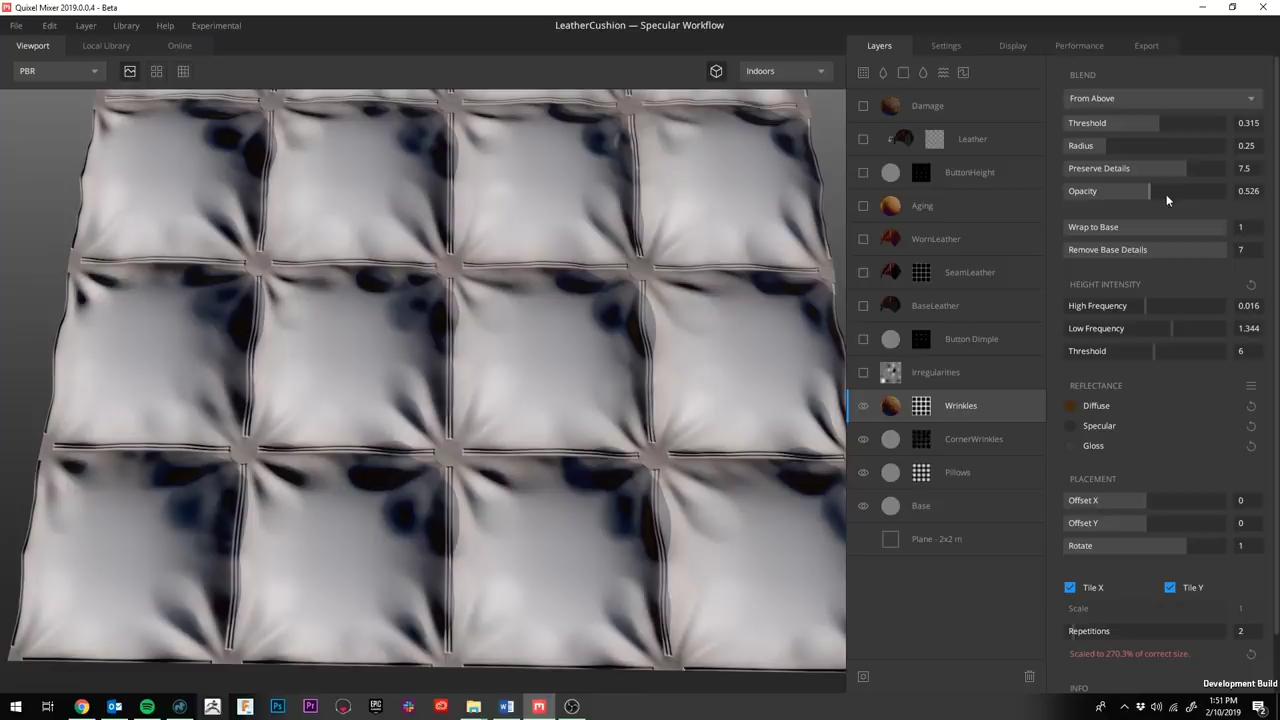 Quixel Mixer 2019.0.0.4 - Beta
File Edit Layer Library Help Experimental
LeatherCushion — Specular Workflow
Viewport Local Library Online
Layers Settings Display Performance Export
PBR
Indoors
BLEND
From Above
Threshold 0.315
Radius 0.25
Preserve Details 7.5
Opacity 0.526
Wrap to Base 1
Remove Base Details 7
HEIGHT INTENSITY
High Frequency 0.016
Low Frequency 1.344
Threshold 6
REFLECTANCE
Diffuse
Specular
Gloss
PLACEMENT
Offset X 0
Offset Y 0
Rotate 1
Tile X Tile Y
Scale 1
Repetitions 2
Scaled to 270.3% of correct size.
INFO
Damage
Leather
ButtonHeight
Aging
WornLeather
SeamLeather
BaseLeather
Button Dimple
Irregularities
Wrinkles
CornerWrinkles
Pillows
Base
Plane - 2x2 m
Development Build
1:51 PM
2/10/2019